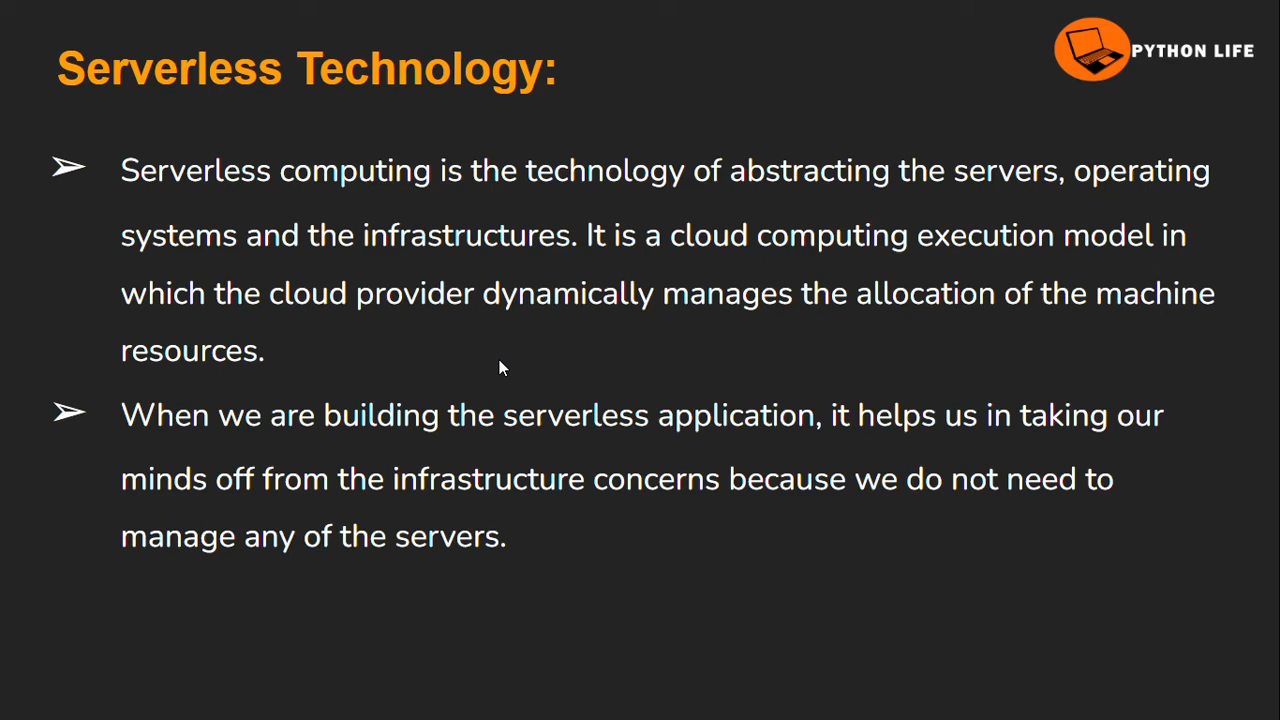 Serverless Technology:
PYTHON LIFE
➢ Serverless computing is the technology of abstracting the servers, operating
systems and the infrastructures. It is a cloud computing execution model in
which the cloud provider dynamically manages the allocation of the machine
resources.
➢ When we are building the serverless application, it helps us in taking our
minds off from the infrastructure concerns because we do not need to
manage any of the servers.